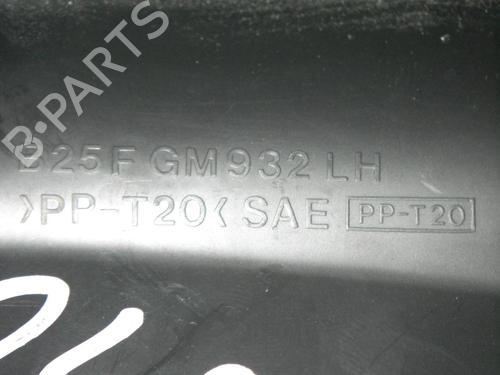 B-PARTS
B25F GM932 LH
>PP-T20< SAE PP-T20